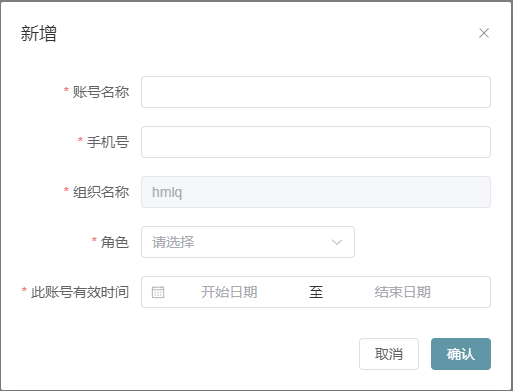 新增
* 账号名称
* 手机号
* 组织名称 hmlq
* 角色 请选择
* 此账号有效时间 开始日期 至 结束日期
取消 确认